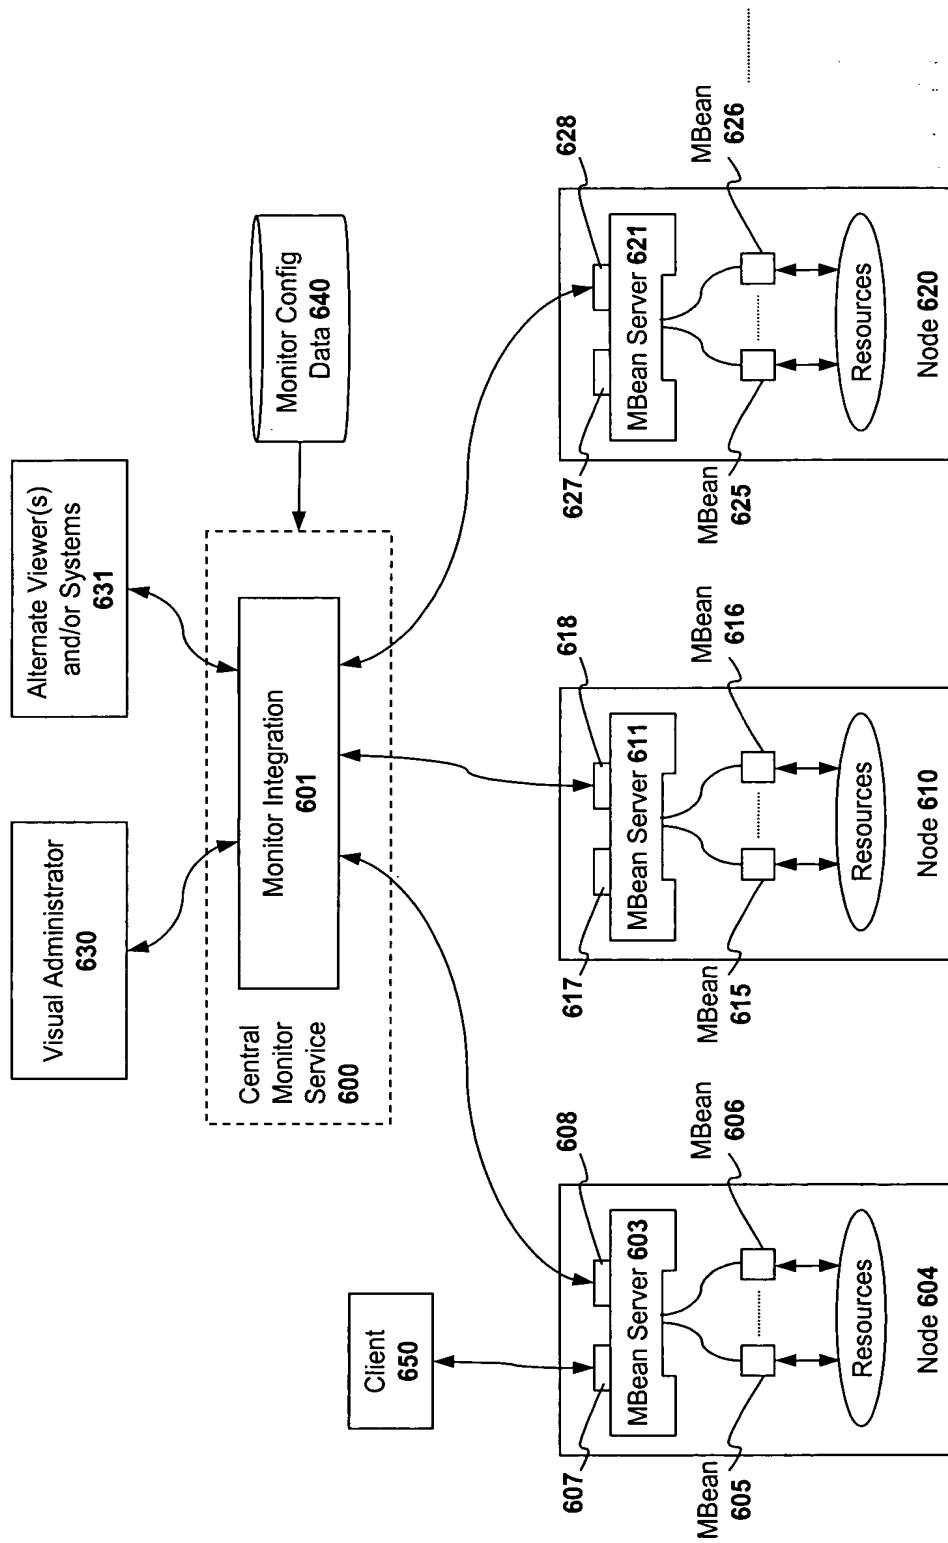 Visual Administrator
630
Alternate Viewer(s)
and/or Systems
631
Central
Monitor
Service
600
Monitor Integration
601
Monitor Config
Data 640
Client
650
607
608
MBean Server 603
MBean
605
MBean
606
Resources
Node 604
617
618
MBean Server 611
MBean
615
MBean
616
Resources
Node 610
627
628
MBean Server 621
MBean
625
MBean
626
Resources
Node 620